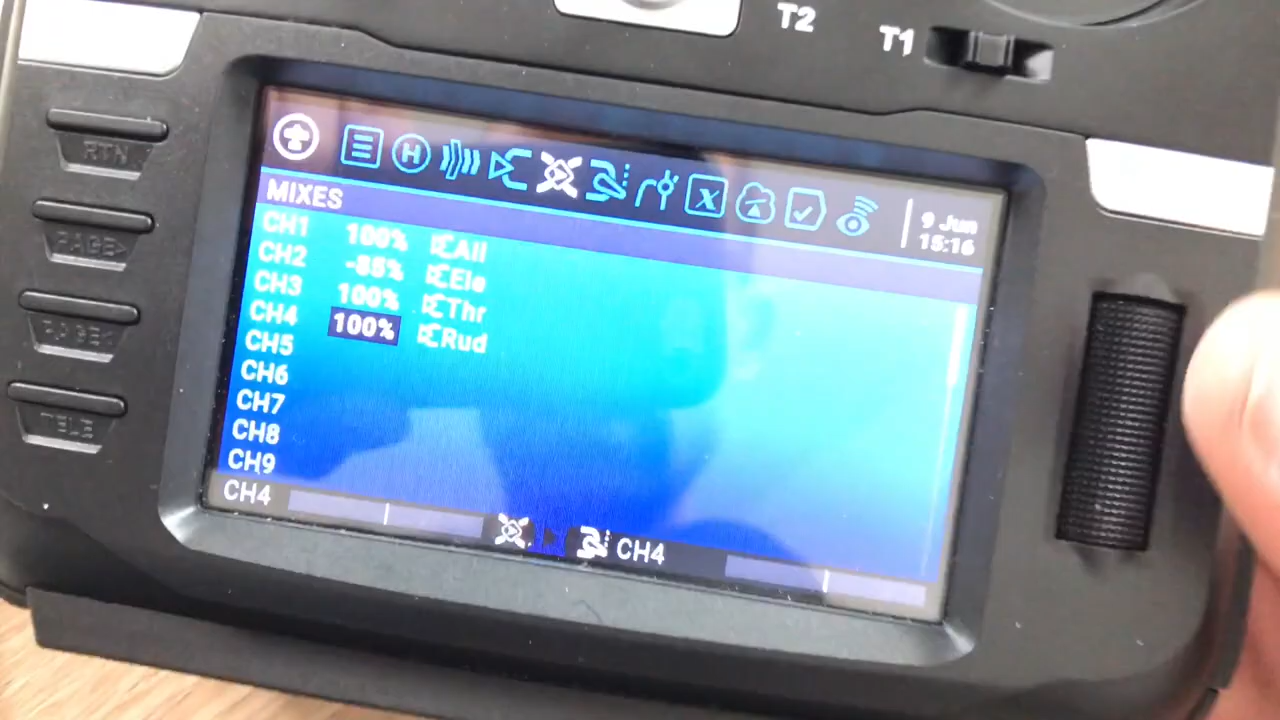 T2
T1
RTN
PAGE>
PAGE<
TELE
H
x
9 Jun
15:16
MIXES
CH1 100% Ail
CH2 -85% Ele
CH3 100% Thr
CH4 100% Rud
CH5
CH6
CH7
CH8
CH9
CH4
CH4